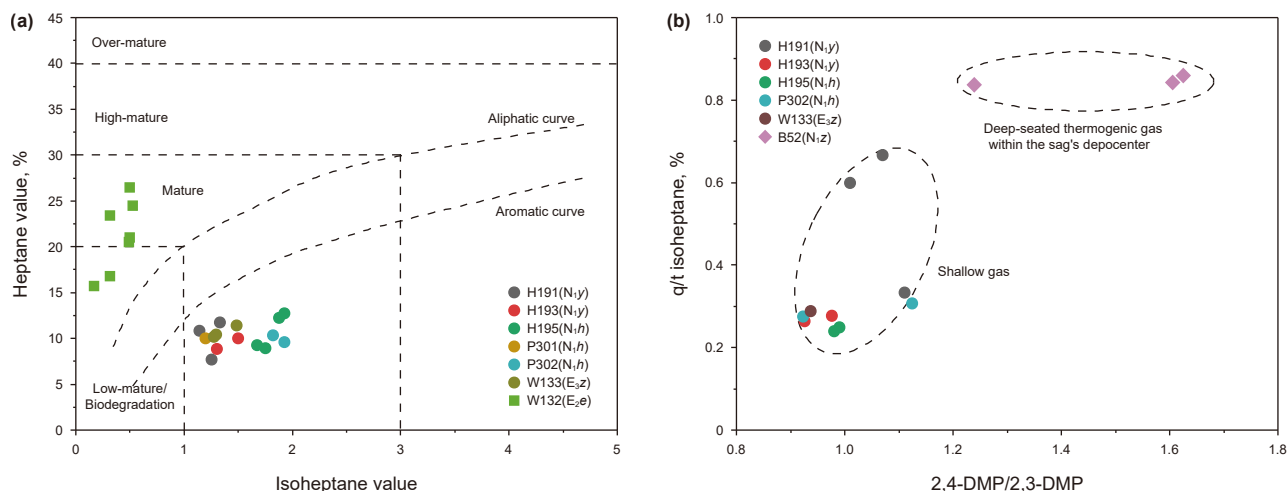 (a)
45
40
35
30
25
20
15
10
5
0
Heptane value, %
Over-mature
High-mature
Aliphatic curve
Mature
Aromatic curve
Low-mature/
Biodegradation
H191(N₁y)
H193(N₁y)
H195(N₁h)
P301(N₁h)
P302(N₁h)
W133(E₃z)
W132(E₂e)
0 1 2 3 4 5
Isoheptane value
(b)
1.0
0.8
0.6
0.4
0.2
0
q/t isoheptane, %
H191(N₁y)
H193(N₁y)
H195(N₁h)
P302(N₁h)
W133(E₃z)
B52(N₁z)
Deep-seated thermogenic gas
within the sag's depocenter
Shallow gas
0.8 1.0 1.2 1.4 1.6 1.8
2,4-DMP/2,3-DMP